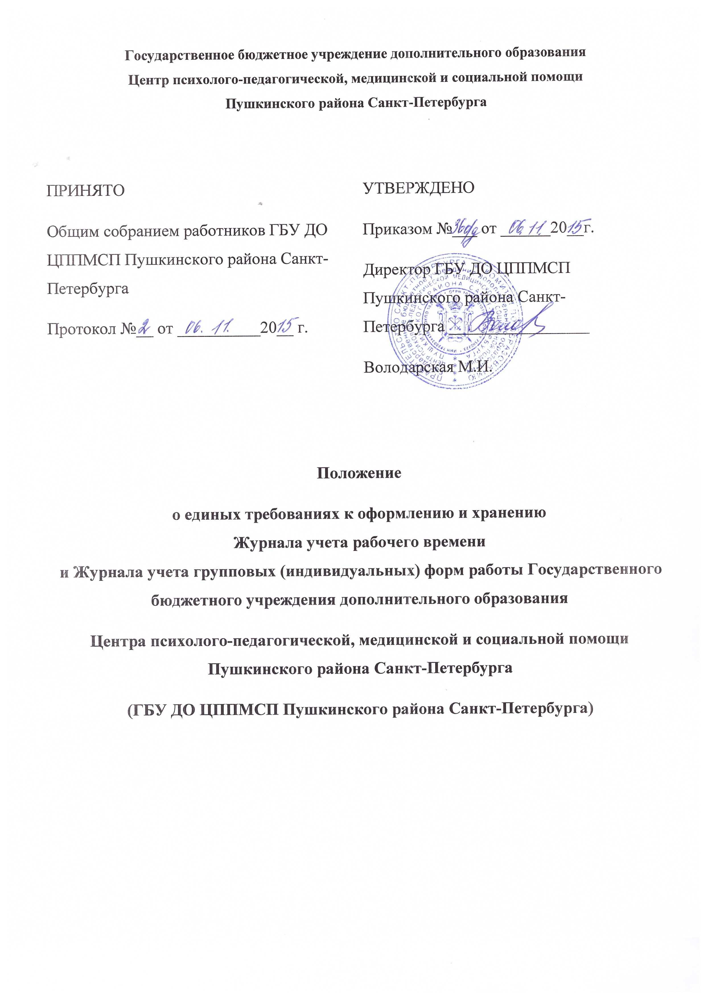 Государственное бюджетное учреждение дополнительного образования
Центр психолого-педагогической, медицинской и социальной помощи
Пушкинского района Санкт-Петербурга
ПРИНЯТО
Общим собранием работников ГБУ ДО
ЦППМСП Пушкинского района Санкт-
Петербурга
Протокол №2 от 06. 11. 2015 г.
УТВЕРЖДЕНО
Приказом № от 06.11. 2015г.
Директор ГБУ ДО ЦППМСП
Пушкинского района Санкт-
Петербурга
Володарская М.И.
Положение
о единых требованиях к оформлению и хранению
Журнала учета рабочего времени
и Журнала учета групповых (индивидуальных) форм работы Государственного
бюджетного учреждения дополнительного образования
Центра психолого-педагогической, медицинской и социальной помощи
Пушкинского района Санкт-Петербурга
(ГБУ ДО ЦППМСП Пушкинского района Санкт-Петербурга)